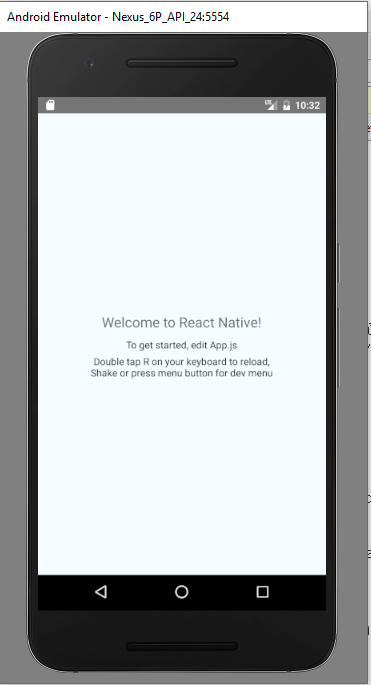 Android Emulator - Nexus_6P_API_24:5554
LTE 10:32
Welcome to React Native!
To get started, edit App.js
Double tap R on your keyboard to reload,
Shake or press menu button for dev menu